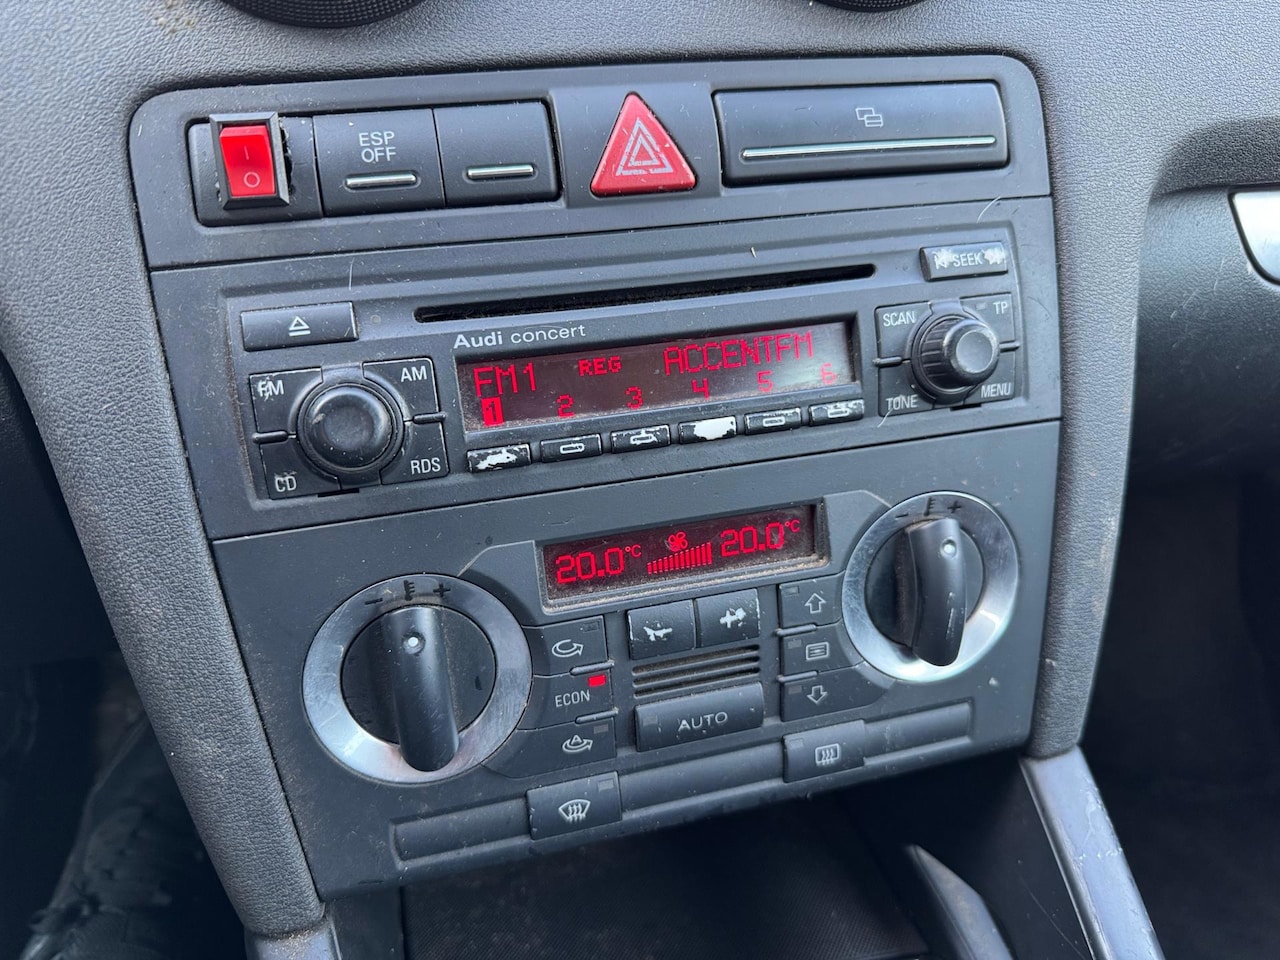 I
O
ESP
OFF
SEEK
Audi concert
SCAN
TP
FM
AM
FM1 REG ACCENTFM
1 2 3 4 5 6
TONE
MENU
CD
RDS
20.0°C 20.0°C
- +
- +
ECON
A
AUTO